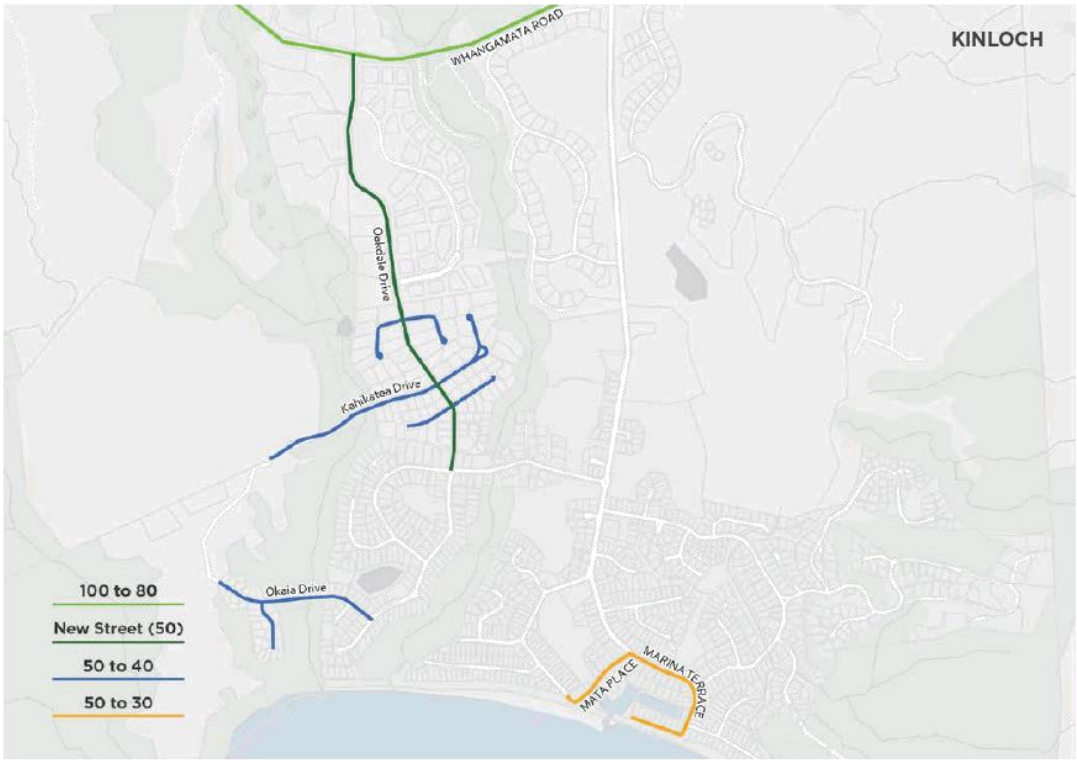 WHANGAMATA ROAD
KINLOCH
Oakdale Drive
Kahikatea Drive
Okaia Drive
100 to 80
New Street (50)
50 to 40
50 to 30
MATA PLACE
MARINA TERRACE